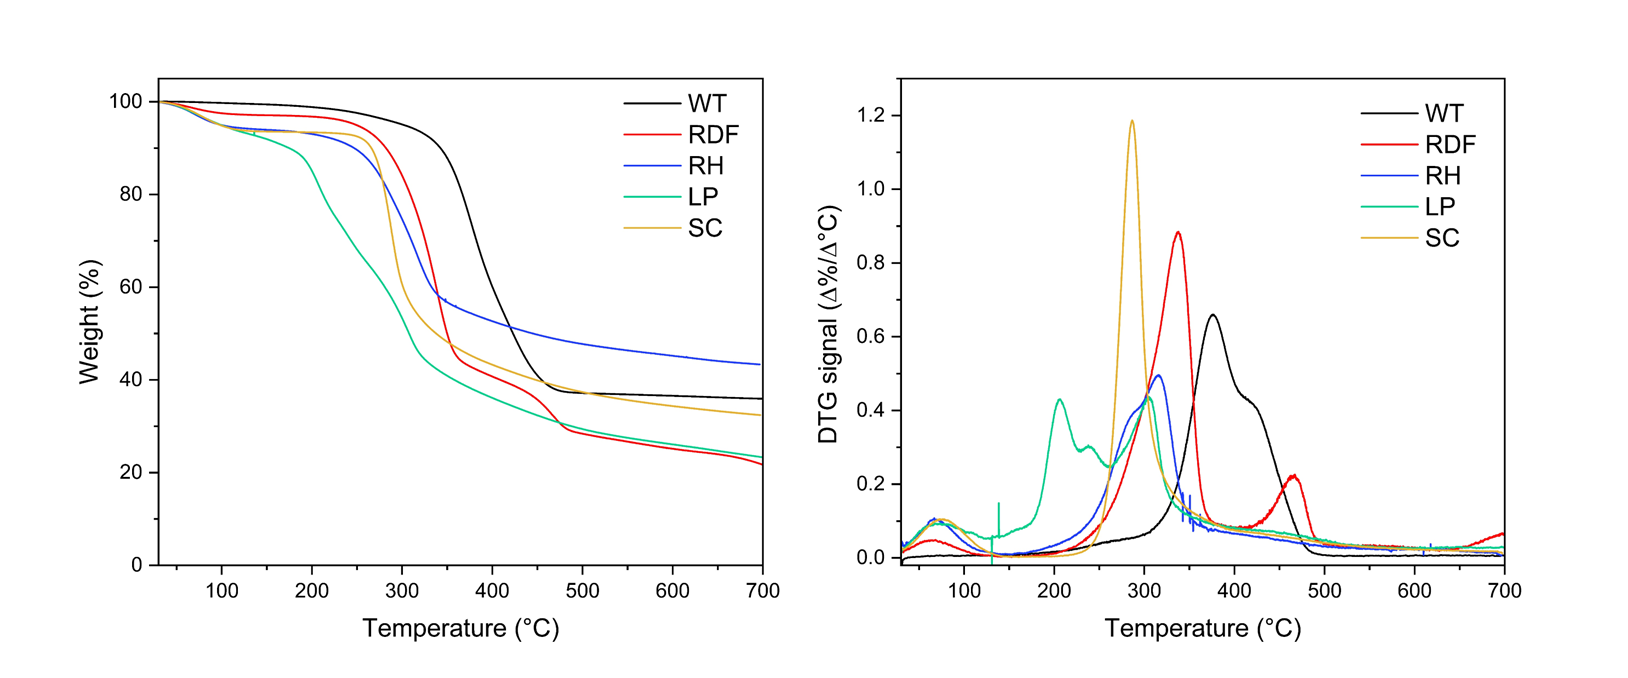 100
80
60
40
20
0
Weight (%)
100 200 300 400 500 600 700
Temperature (°C)
WT
RDF
RH
LP
SC
1.2
1.0
0.8
0.6
0.4
0.2
0.0
DTG signal (Δ%/Δ°C)
100 200 300 400 500 600 700
Temperature (°C)
WT
RDF
RH
LP
SC